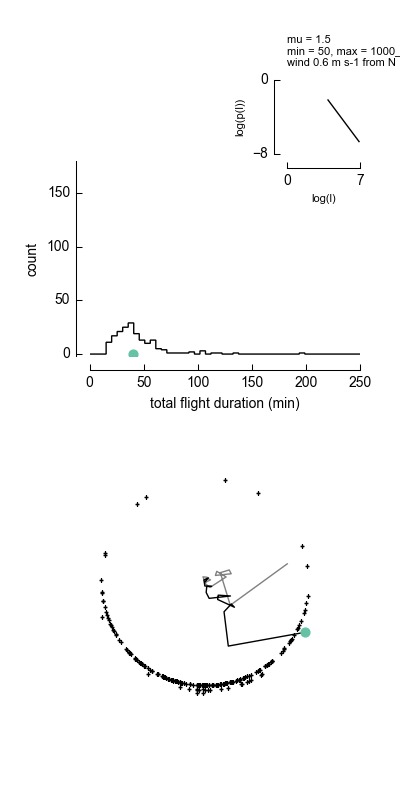 mu = 1.5
min = 50, max = 1000_
wind 0.6 m s-1 from N
0
log(p(l))
−8
0 7
log(l)
150
100
count
50
0
0 50 100 150 200 250
total flight duration (min)